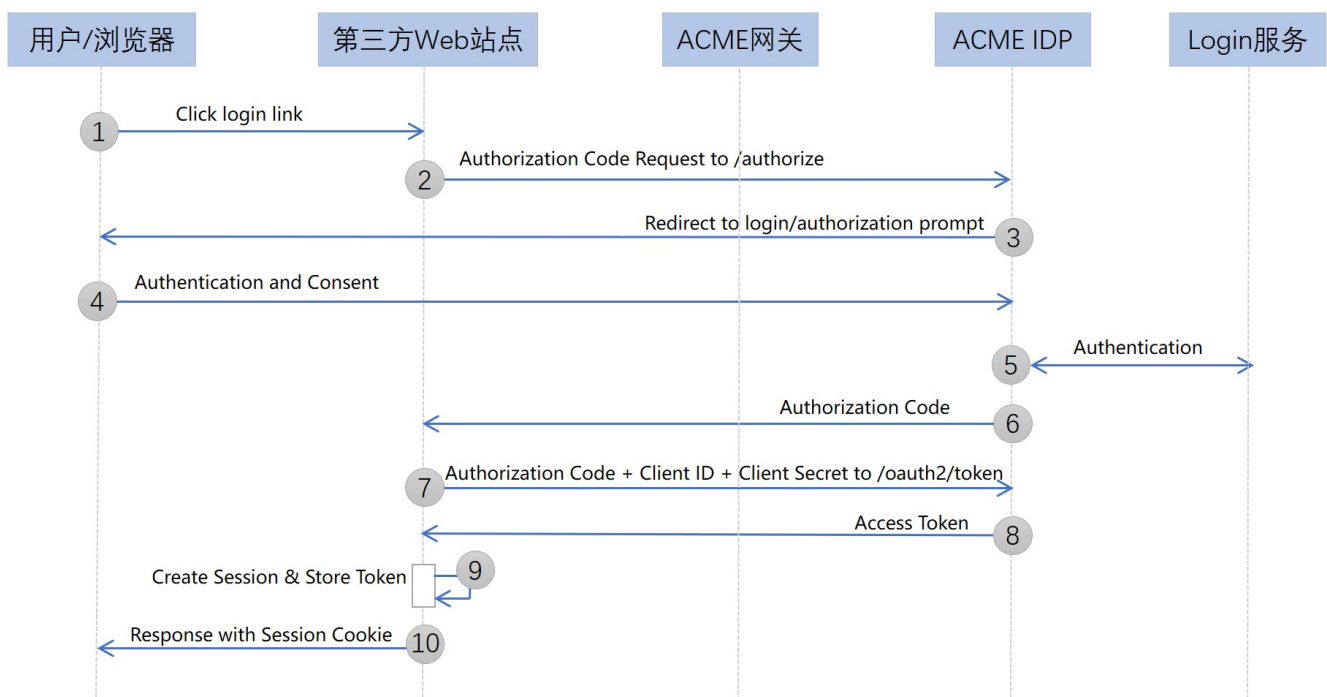 用户/浏览器
第三方Web站点
ACME网关
ACME IDP
Login服务
1
Click login link
2
Authorization Code Request to /authorize
Redirect to login/authorization prompt
3
4
Authentication and Consent
5
Authentication
Authorization Code
6
7
Authorization Code + Client ID + Client Secret to /oauth2/token
Access Token
8
Create Session & Store Token
9
Response with Session Cookie
10